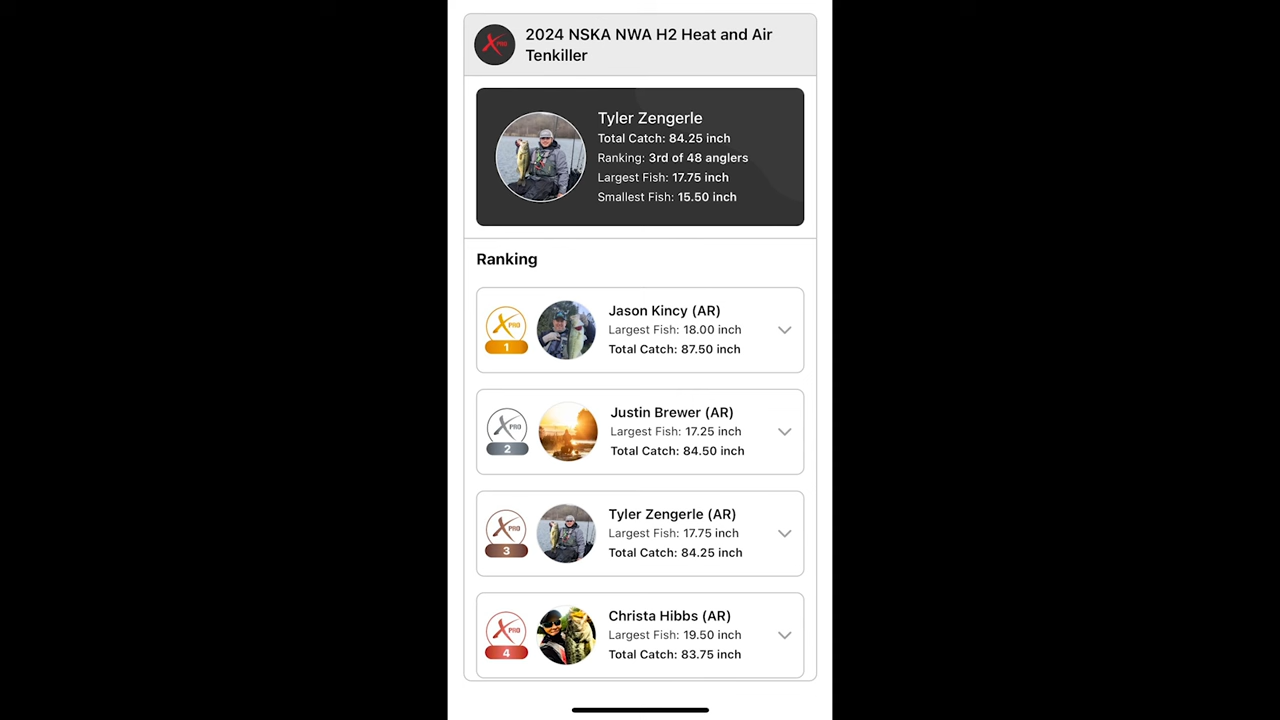 2024 NSKA NWA H2 Heat and Air
Tenkiller
Tyler Zengerle
Total Catch: 84.25 inch
Ranking: 3rd of 48 anglers
Largest Fish: 17.75 inch
Smallest Fish: 15.50 inch
Ranking
X PRO
1
Jason Kincy (AR)
Largest Fish: 18.00 inch
Total Catch: 87.50 inch
X PRO
2
Justin Brewer (AR)
Largest Fish: 17.25 inch
Total Catch: 84.50 inch
X PRO
3
Tyler Zengerle (AR)
Largest Fish: 17.75 inch
Total Catch: 84.25 inch
X PRO
4
Christa Hibbs (AR)
Largest Fish: 19.50 inch
Total Catch: 83.75 inch